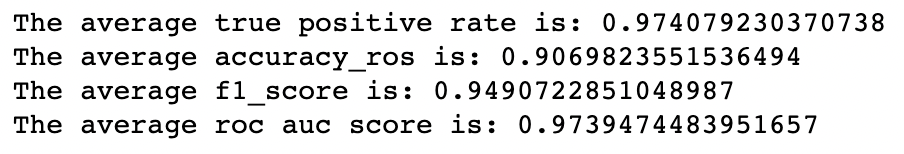 The average true positive rate is: 0.974079230370738
The average accuracy_ros is: 0.9069823551536494
The average f1_score is: 0.9490722851048987
The average roc auc score is: 0.9739474483951657